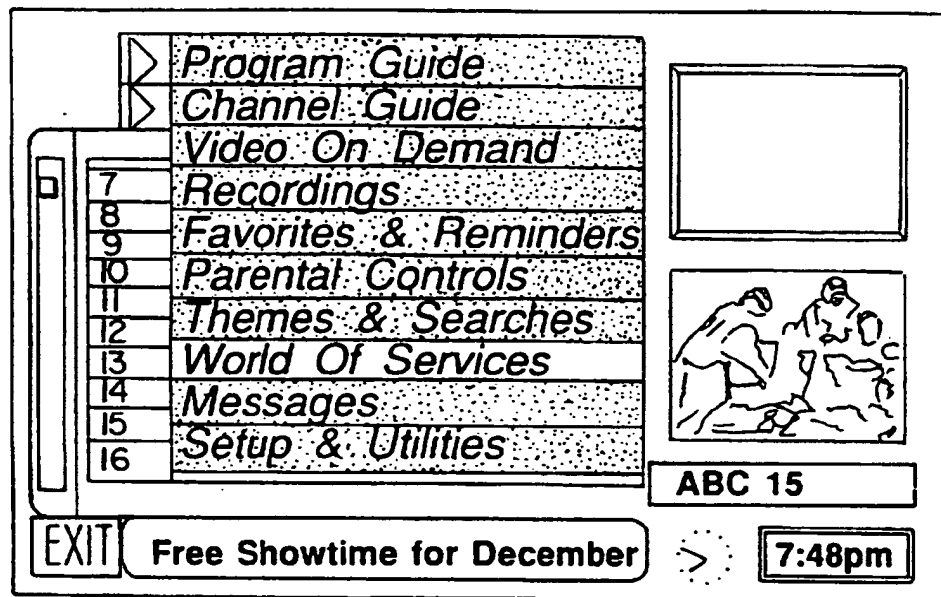 Program Guide
Channel Guide
Video On Demand
7 Recordings
8
9 Favorites & Reminders
10 Parental Controls
11
12 Themes & Searches
13 World Of Services
14 Messages
15
16 Setup & Utilities
ABC 15
EXIT Free Showtime for December 7:48pm